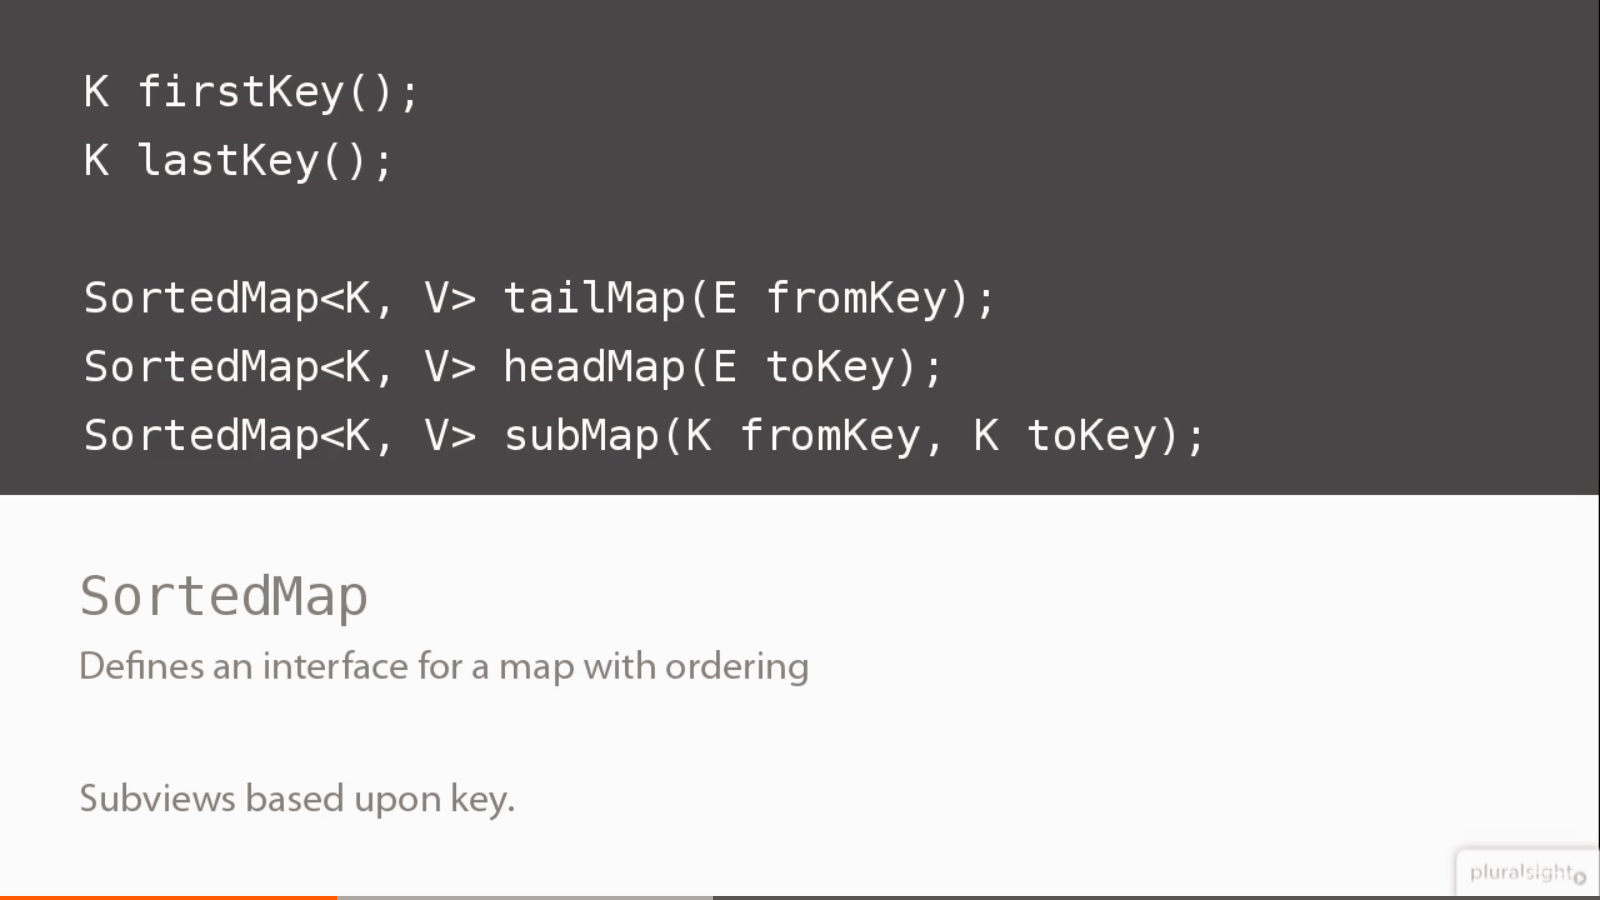 K firstKey();
K lastKey();
SortedMap<K, V> tailMap(E fromKey);
SortedMap<K, V> headMap(E toKey);
SortedMap<K, V> subMap(K fromKey, K toKey);
SortedMap
Defines an interface for a map with ordering
Subviews based upon key.
pluralsight